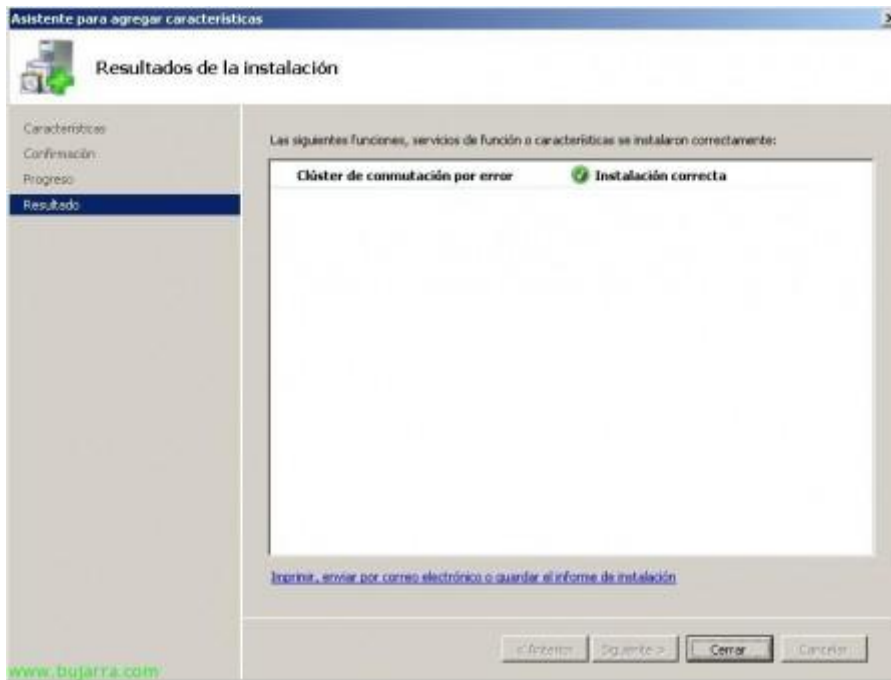 Asistente para agregar características
Resultados de la instalación
Características
Confirmación
Progreso
Resultado
Las siguientes funciones, servicios de función o características se instalaron correctamente:
Clúster de conmutación por error
Instalación correcta
Imprimir, enviar por correo electrónico o guardar el informe de instalación
< Anterior
Siguiente >
Cerrar
Cancelar
www.bujarra.com